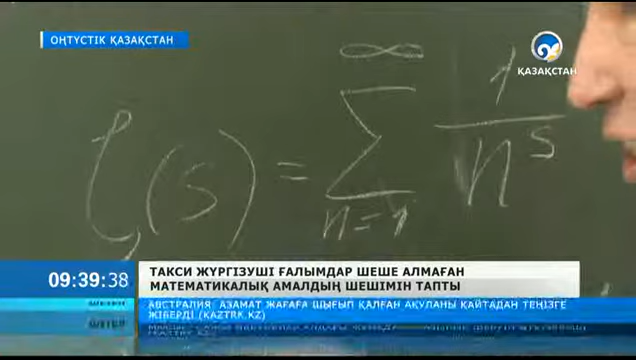 ОҢТҮСТІК ҚАЗАҚСТАН
ҚАЗАҚСТАН
ζ(s) = ∞ Σ n=1 1/n^s
09:39:38
ТАКСИ ЖҮРГІЗУШІ ҒАЛЫМДАР ШЕШЕ АЛМАҒАН
МАТЕМАТИКАЛЫҚ АМАЛДЫҢ ШЕШІМІН ТАПТЫ
АВСТРАЛИЯ: АЗАМАТ ЖАҒАҒА ШЫҒЫП ҚАЛҒАН АКУЛАНЫ ҚАЙТАДАН ТЕҢІЗГЕ
ЖІБЕРДІ (KAZTRK.KZ)